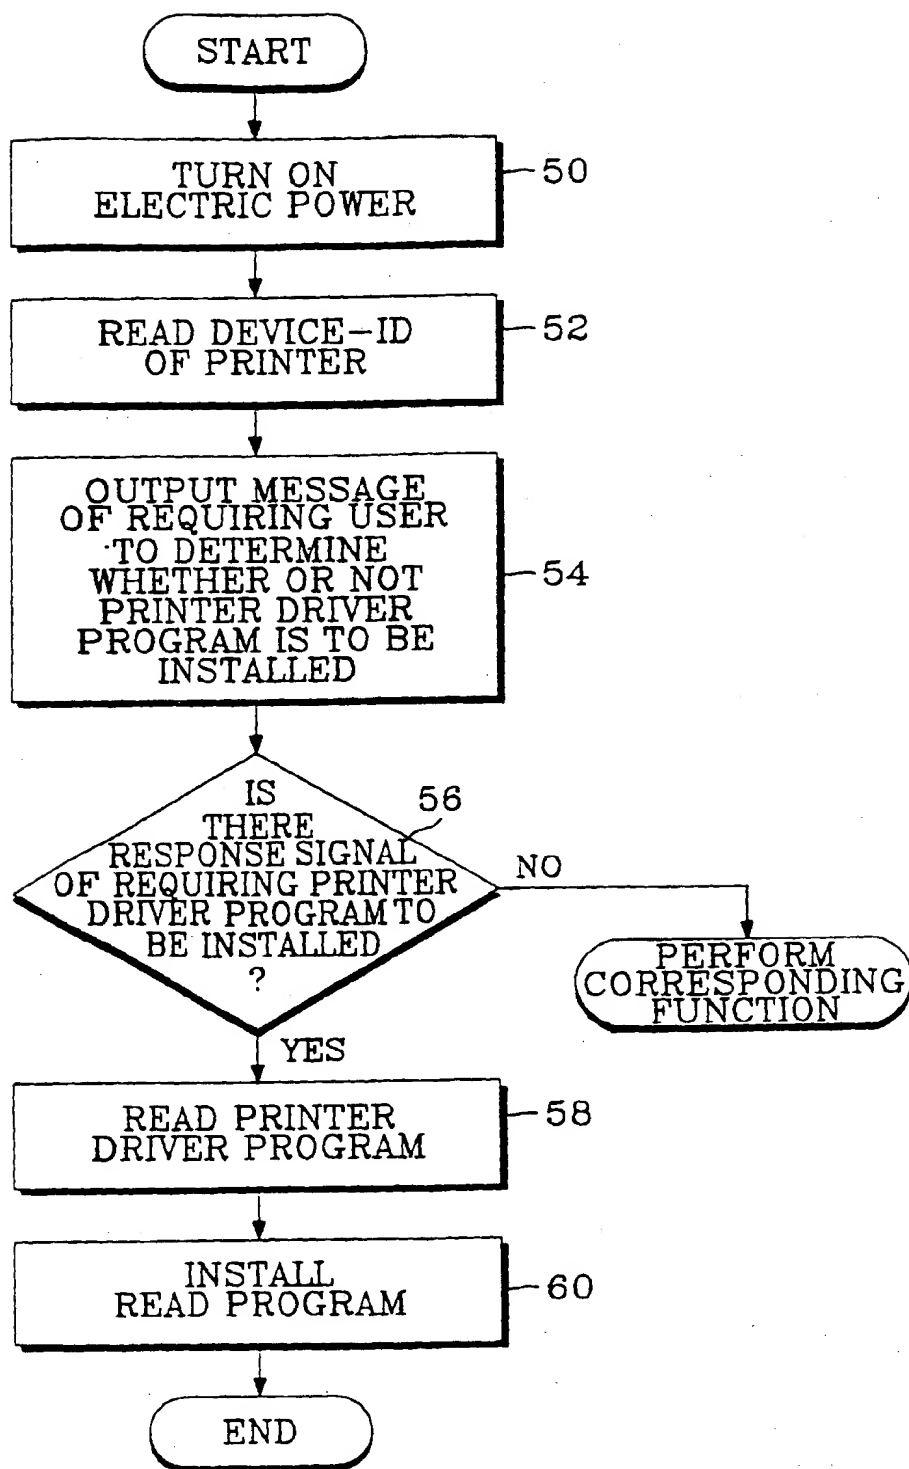 START
TURN ON
ELECTRIC POWER
50
READ DEVICE-ID
OF PRINTER
52
OUTPUT MESSAGE
OF REQUIRING USER
TO DETERMINE
WHETHER OR NOT
PRINTER DRIVER
PROGRAM IS TO BE
INSTALLED
54
IS
THERE
RESPONSE SIGNAL
OF REQUIRING PRINTER
DRIVER PROGRAM TO
BE INSTALLED
?
56
NO
PERFORM
CORRESPONDING
FUNCTION
YES
READ PRINTER
DRIVER PROGRAM
58
INSTALL
READ PROGRAM
60
END